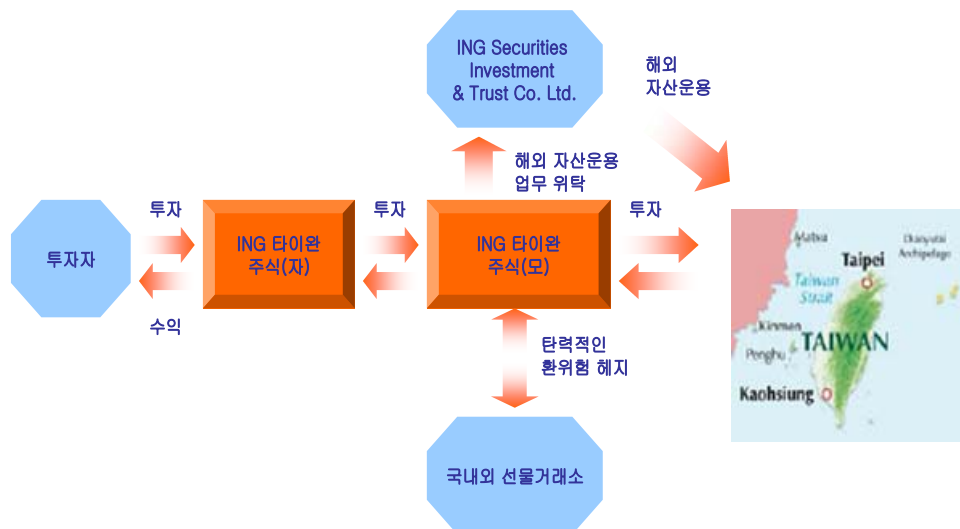 ING Securities
Investment
& Trust Co. Ltd.
해외
자산운용
해외 자산운용
업무 위탁
투자자
투자
수익
ING 타이완
주식(자)
투자
ING 타이완
주식(모)
투자
탄력적인
환위험 헤지
국내외 선물거래소
Matsu
Taipei
Taiwan
Strait
Archipelago
Kinmen
Penghu
TAIWAN
Kaohsiung